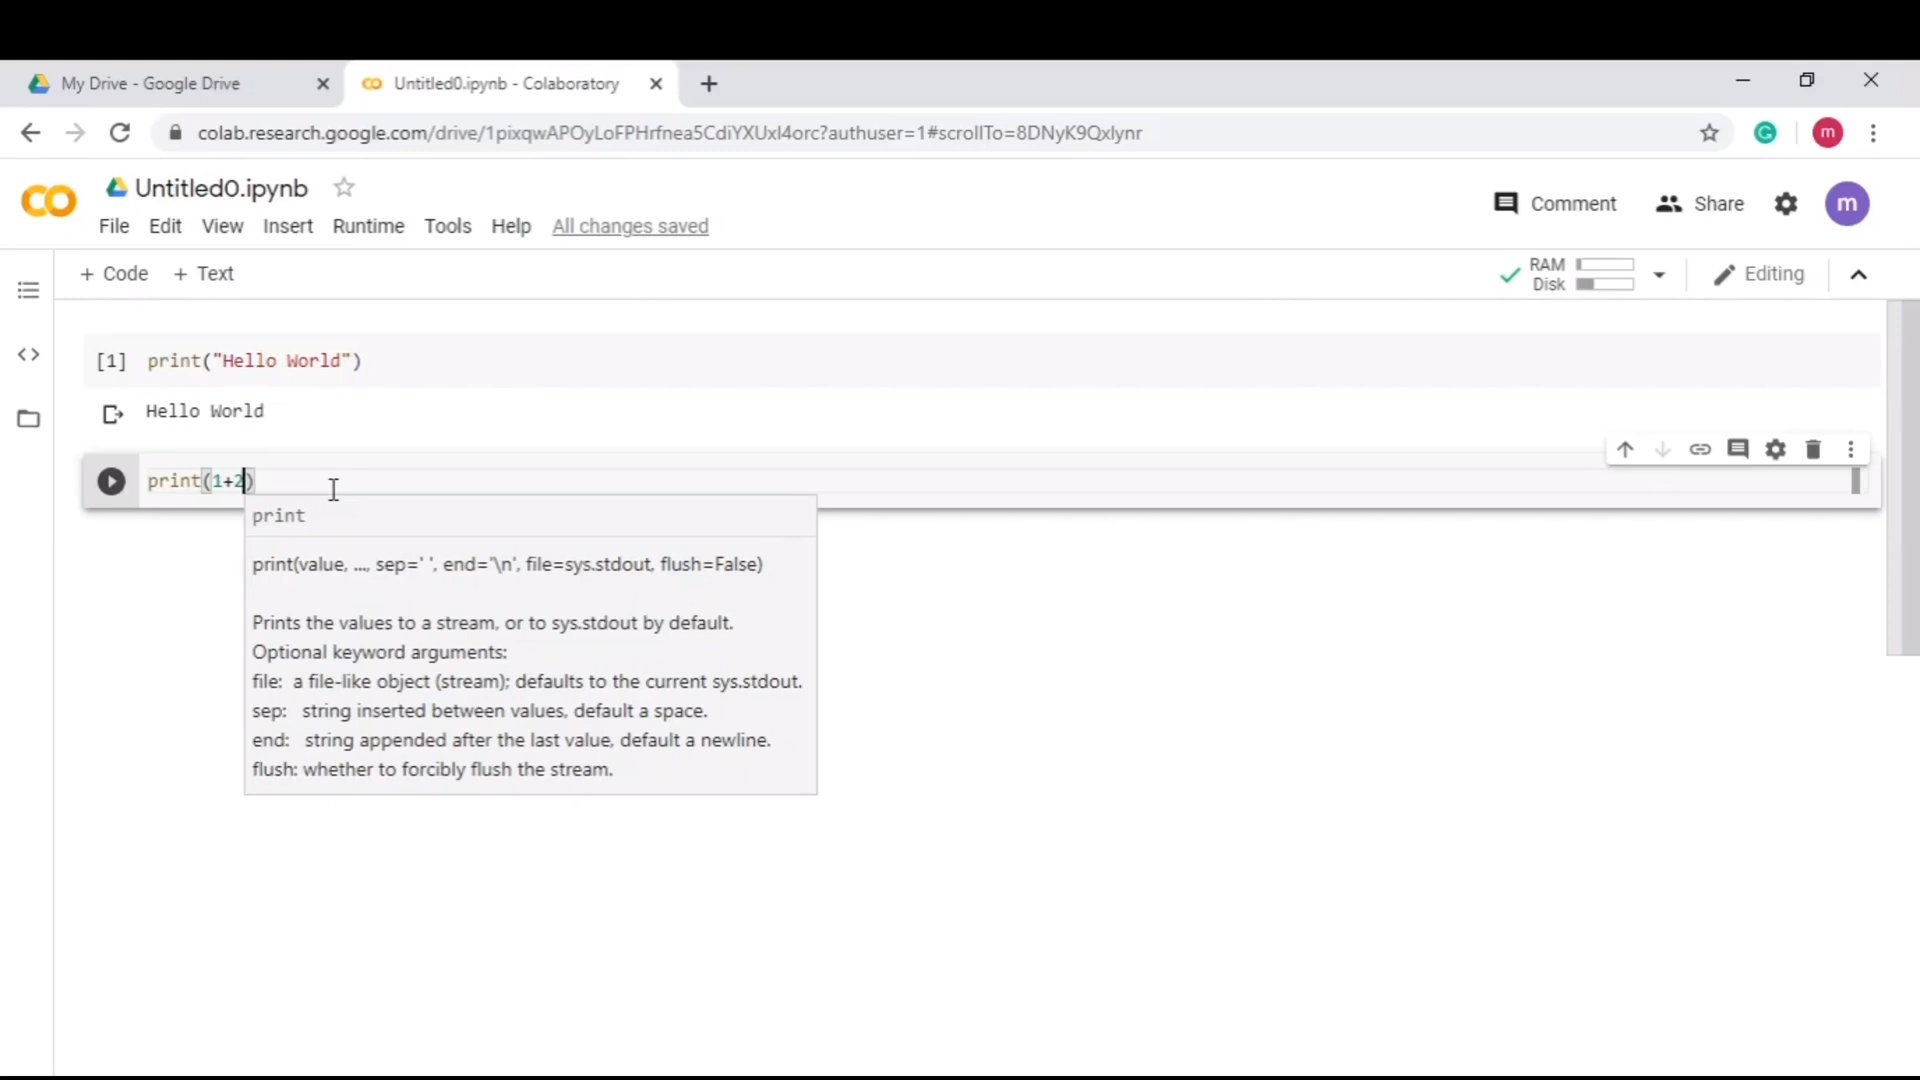 My Drive - Google Drive
Untitled0.ipynb - Colaboratory
colab.research.google.com/drive/1pixqwAPOyLoFPHrfnea5CdiYXUxI4orc?authuser=1#scrollTo=8DNyK9Qxlynr
m
CO
Untitled0.ipynb
Comment
Share
m
File Edit View Insert Runtime Tools Help All changes saved
+ Code + Text
RAM
Disk
Editing
[1] print("Hello World")
Hello World
print(1+2)
print
print(value, ..., sep=' ', end='\n', file=sys.stdout, flush=False)
Prints the values to a stream, or to sys.stdout by default.
Optional keyword arguments:
file: a file-like object (stream); defaults to the current sys.stdout.
sep: string inserted between values, default a space.
end: string appended after the last value, default a newline.
flush: whether to forcibly flush the stream.